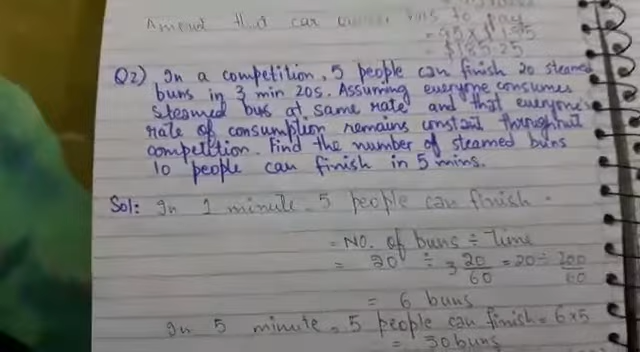 Amount that car owner has to pay
= 95 x $1.95
= $185.25
Q2) In a competition, 5 people can finish 20 steamed
buns in 3 min 20s. Assuming everyone consumes
steamed bus at same rate and that everyone's
rate of consumption remains constant throughout
competition. Find the number of steamed buns
10 people can finish in 5 mins.
Sol: In 1 minute, 5 people can finish.
= NO. of buns ÷ Time
= 20 ÷ 3 20/60 = 20 ÷ 200/60
= 6 buns
In 5 minute, 5 people can finish = 6x5
= 30 buns